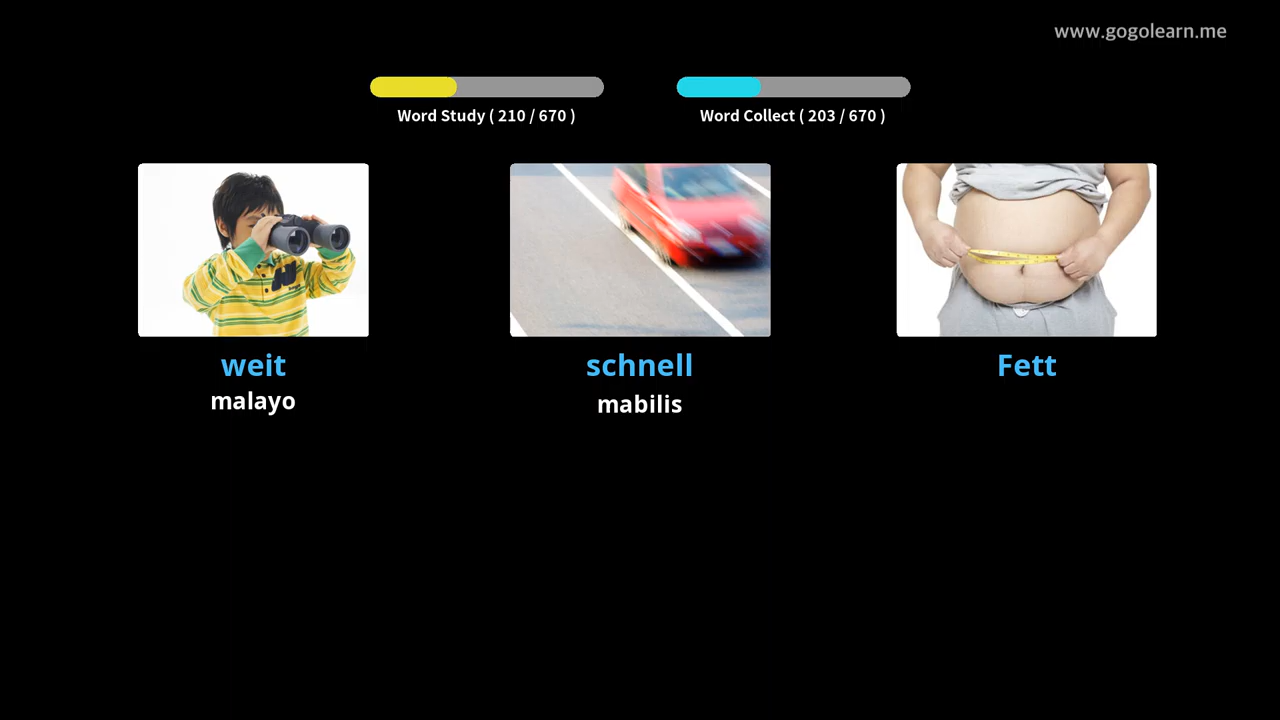 www.gogolearn.me
Word Study ( 210 / 670 )
Word Collect ( 203 / 670 )
weit
schnell
Fett
malayo
mabilis